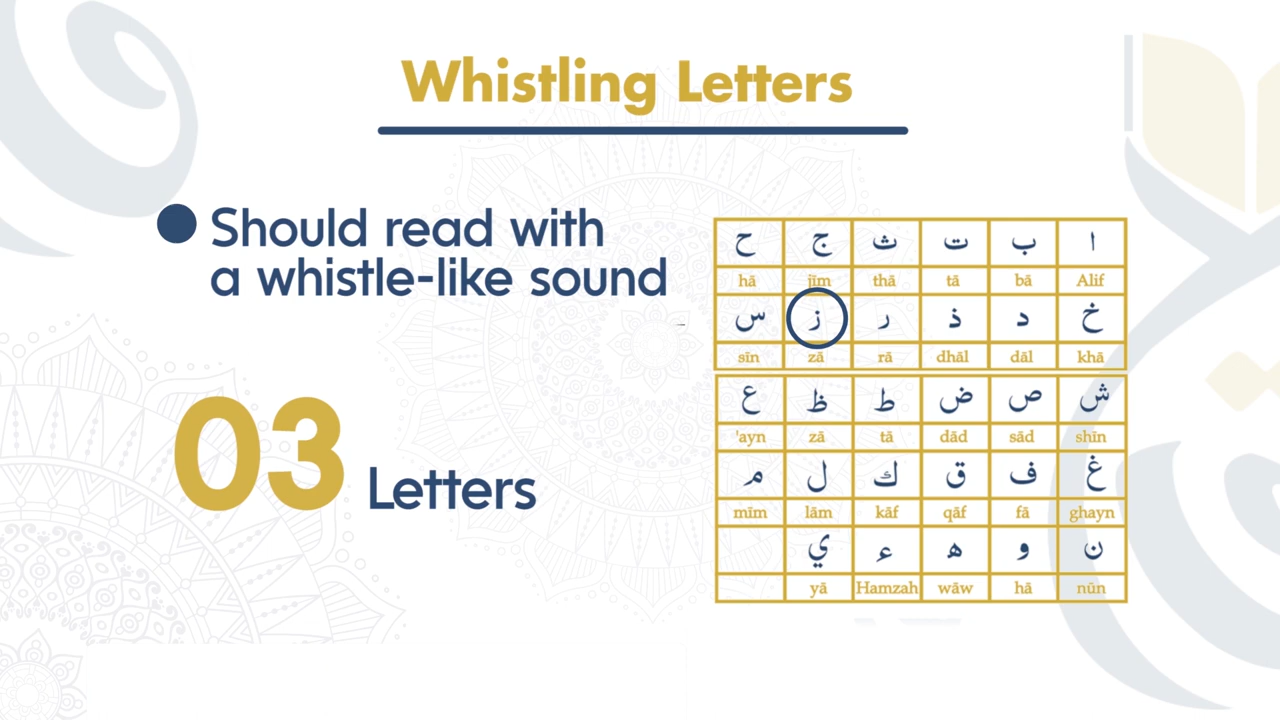 Whistling Letters
Should read with
a whistle-like sound
03 Letters
ا ب ت ث ج ح
Alif bā tā thā jīm hā
خ د ذ ر ز س
khā dāl dhāl rā zā sīn
ش ص ض ط ظ ع
shīn sād dād tā zā 'ayn
غ ف ق ك ل م
ghayn fā qāf kāf lām mīm
ن و ه ء ي
nūn hā wāw Hamzah yā